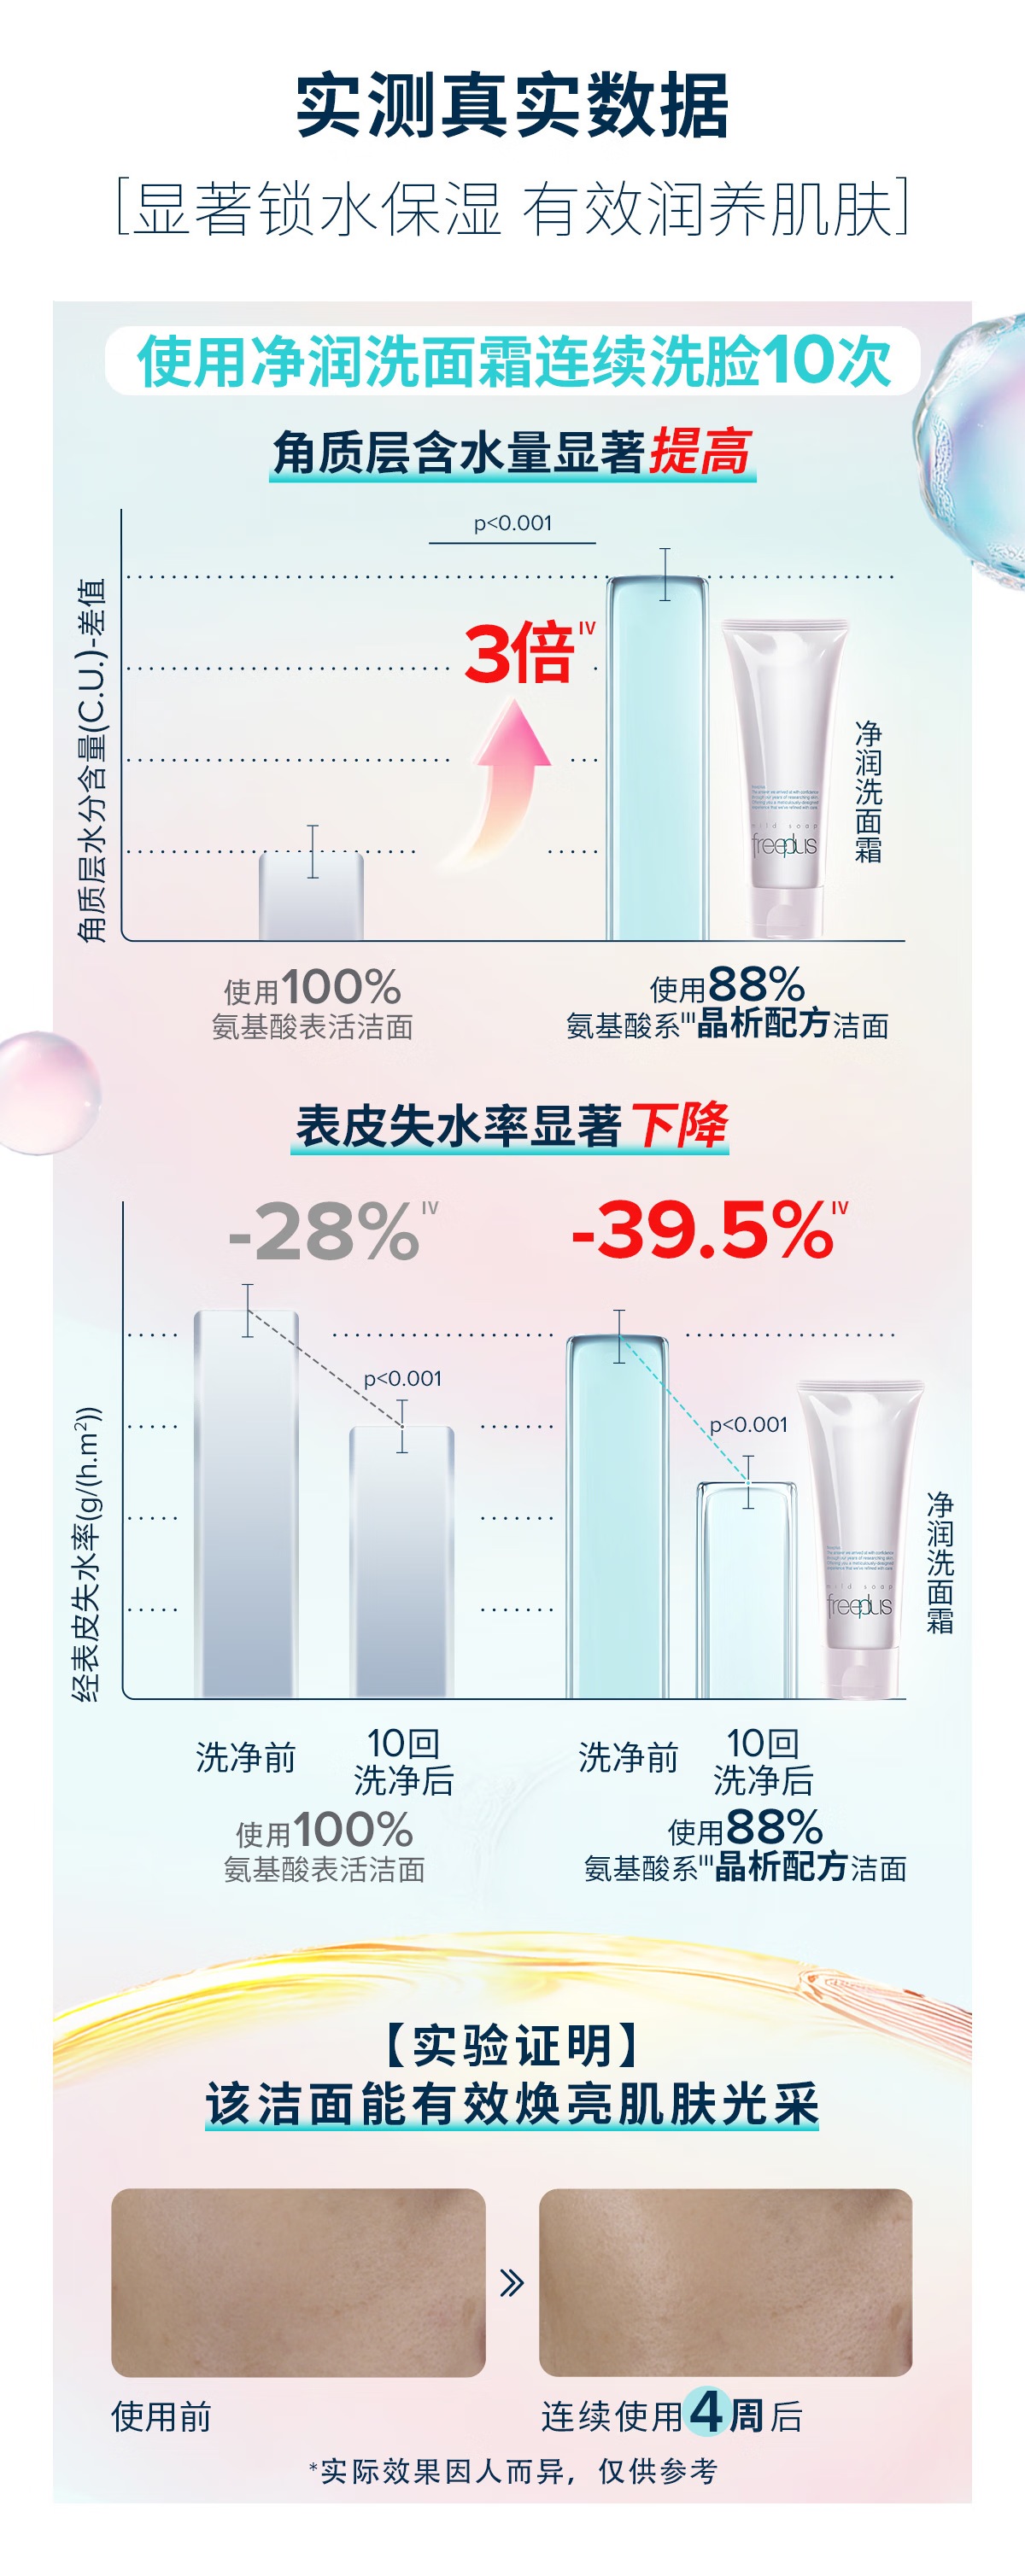 实测真实数据
[显著锁水保湿 有效润养肌肤]
使用净润洗面霜连续洗脸10次
角质层含水量显著提高
p<0.001
3倍IV
角质层水分含量(C.U.)-差值
净润洗面霜
mild soap
freeplus
使用100%
氨基酸表活洁面
使用88%
氨基酸系III晶析配方洁面
表皮失水率显著下降
-28%IV
-39.5%IV
p<0.001
p<0.001
经表皮失水率(g/(h.m²))
净润洗面霜
mild soap
freeplus
洗净前
10回
洗净后
洗净前
10回
洗净后
使用100%
氨基酸表活洁面
使用88%
氨基酸系III晶析配方洁面
【实验证明】
该洁面能有效焕亮肌肤光采
使用前
连续使用4周后
*实际效果因人而异，仅供参考